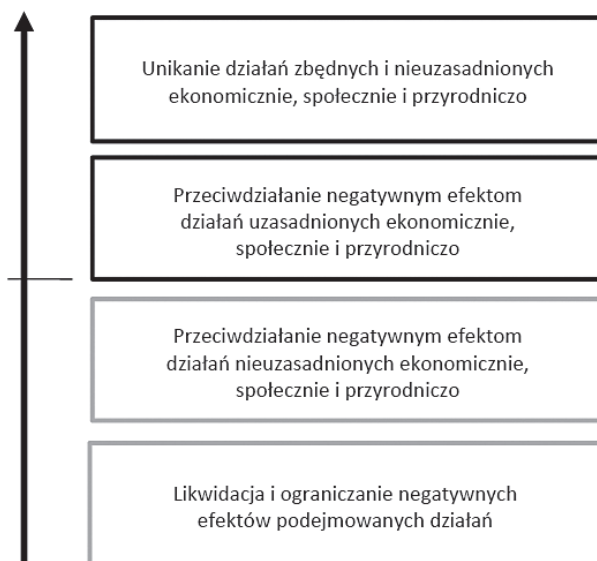 Unikanie działań zbędnych i nieuzasadnionych
ekonomicznie, społecznie i przyrodniczo
Przeciwdziałanie negatywnym efektom
działań uzasadnionych ekonomicznie,
społecznie i przyrodniczo
Przeciwdziałanie negatywnym efektom
działań nieuzasadnionych ekonomicznie,
społecznie i przyrodniczo
Likwidacja i ograniczanie negatywnych
efektów podejmowanych działań